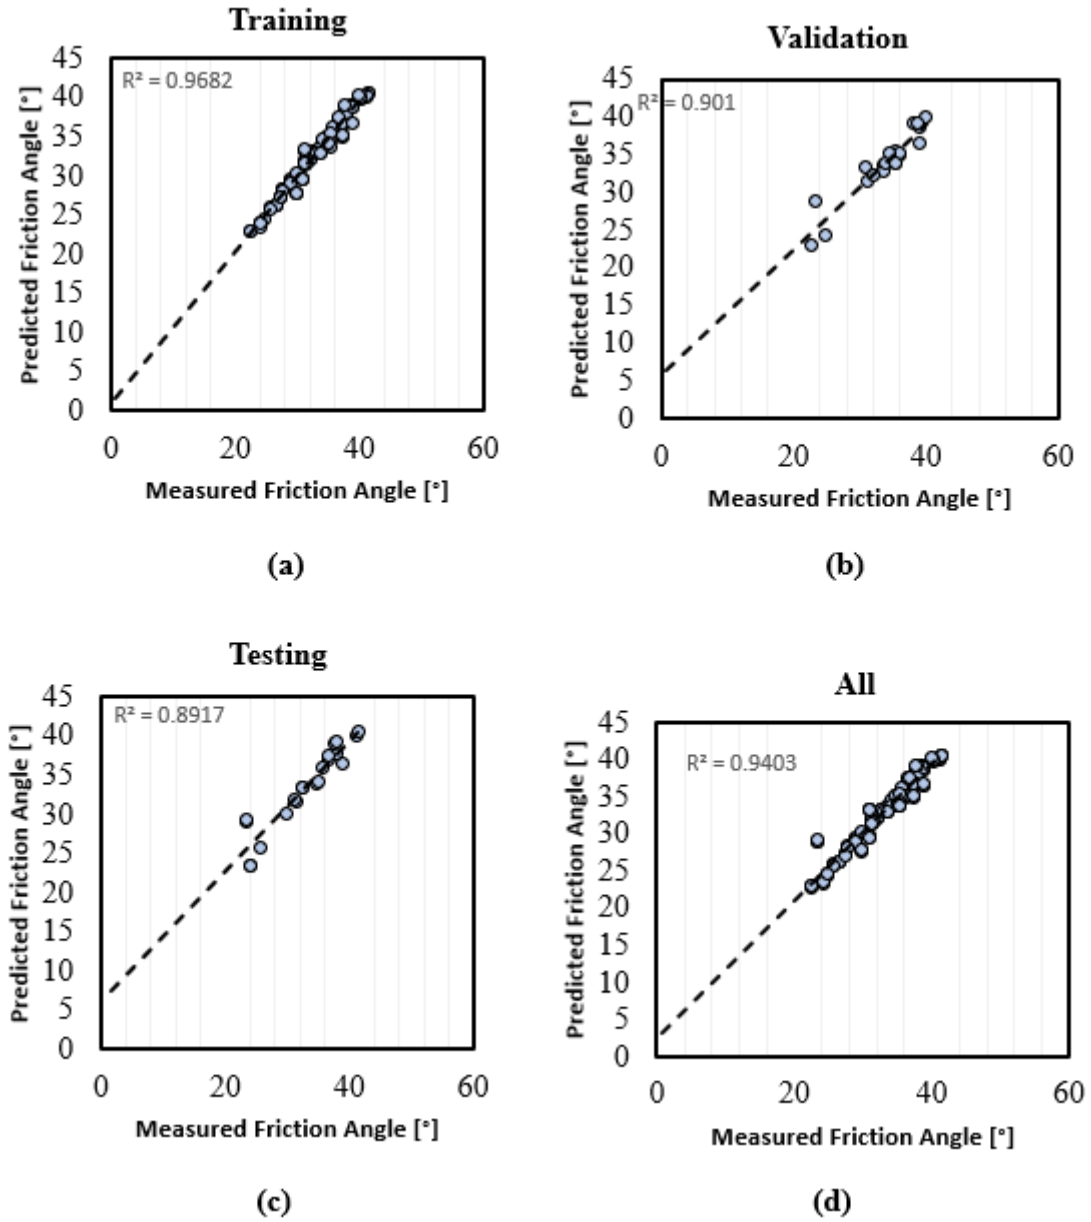 Training
R² = 0.9682
45
40
35
30
25
20
15
10
5
0
0 20 40 60
Predicted Friction Angle [°]
Measured Friction Angle [°]
(a)
Validation
R² = 0.901
45
40
35
30
25
20
15
10
5
0
0 20 40 60
Predicted Friction Angle [°]
Measured Friction Angle [°]
(b)
Testing
R² = 0.8917
45
40
35
30
25
20
15
10
5
0
0 20 40 60
Predicted Friction Angle [°]
Measured Friction Angle [°]
(c)
All
R² = 0.9403
45
40
35
30
25
20
15
10
5
0
0 20 40 60
Predicted Friction Angle [°]
Measured Friction Angle [°]
(d)